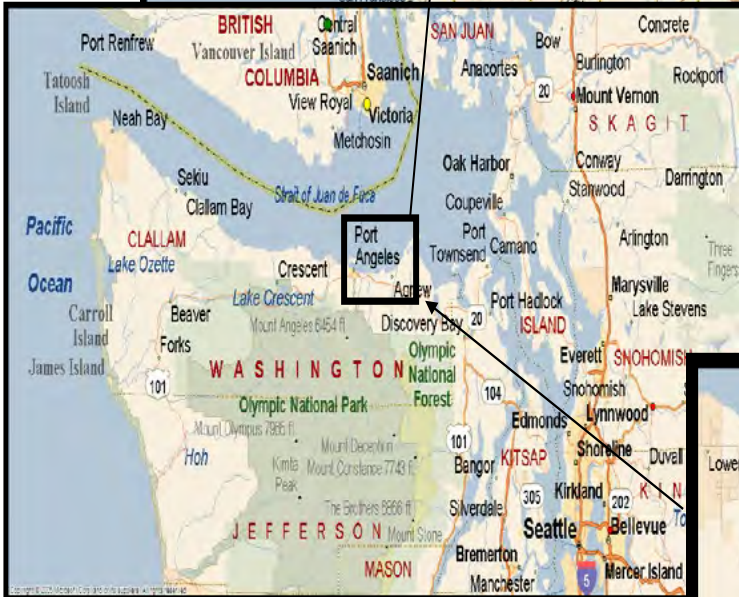 BRITISH
Central
Saanich
SAN JUAN
Bow
Concrete
Port Renfrew
Vancouver Island
Burlington
Anacortes
Rockport
COLUMBIA
Saanich
Tatoosh
Island
View Royal
Victoria
20
Mount Vernon
Neah Bay
Metchosin
SKAGIT
Oak Harbor
Conway
Sekiu
Strait of Juan de Fuca
Stanwood
Darrington
Clallam Bay
Coupeville
Pacific
Ocean
CLALLAM
Port
Angeles
Port
Townsend
Camano
Arlington
Three
Fingers
Lake Ozette
Crescent
Agnew
Marysville
Lake Crescent
Port Hadlock
Lake Stevens
Carroll
Island
Beaver
20
ISLAND
Mount Angeles 6454 ft
Discovery Bay
James Island
Forks
Everett
SNOHOMISH
WASHINGTON
Olympic
National
Forest
101
104
Snohomish
Olympic National Park
Edmonds
Lynnwood
Mount Olympus 7965 ft
101
Shoreline
Hoh
Mount Deception
Bangor
KITSAP
Duvall
Lower
Kimta
Peak
Mount Constance 7743 ft
Kirkland
KIN
Silverdale
305
202
The Brothers 6866 ft
To
JEFFERSON
Mount Stone
Seattle
Bellevue
Bremerton
MASON
Manchester
5
Mercer Island